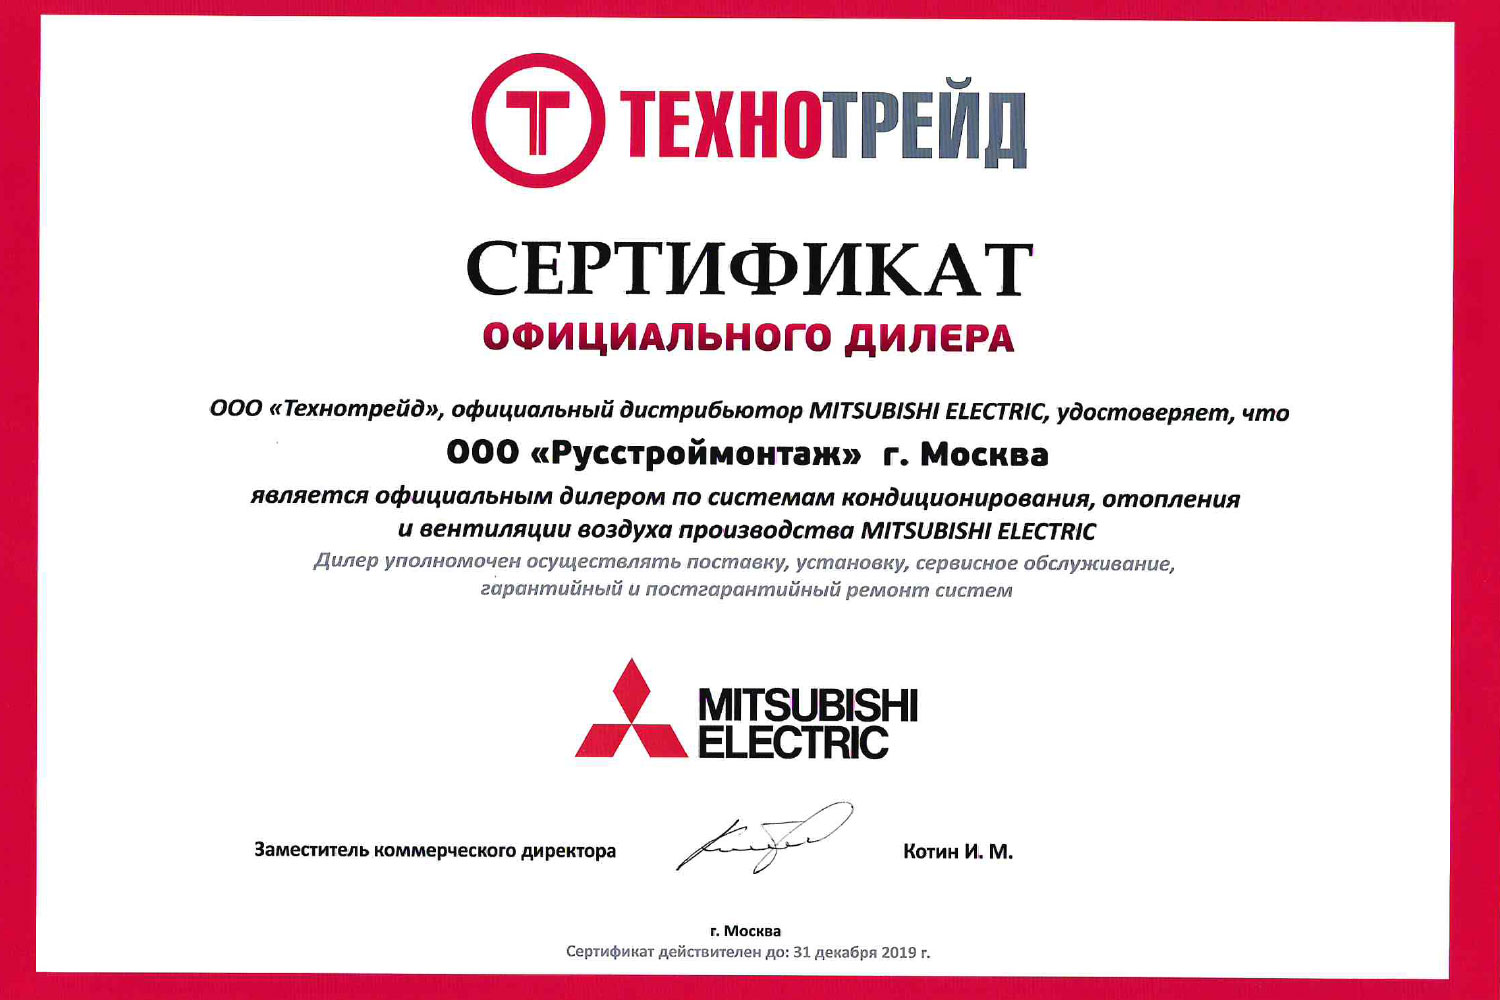 ТЕХНОТРЕЙД
СЕРТИФИКАТ
ОФИЦИАЛЬНОГО ДИЛЕРА
ООО «Технотрейд», официальный дистрибьютор MITSUBISHI ELECTRIC, удостоверяет, что
ООО «Русстроймонтаж» г. Москва
является официальным дилером по системам кондиционирования, отопления
и вентиляции воздуха производства MITSUBISHI ELECTRIC
Дилер уполномочен осуществлять поставку, установку, сервисное обслуживание,
гарантийный и постгарантийный ремонт систем
MITSUBISHI
ELECTRIC
Заместитель коммерческого директора Котин И. М.
г. Москва
Сертификат действителен до: 31 декабря 2019 г.